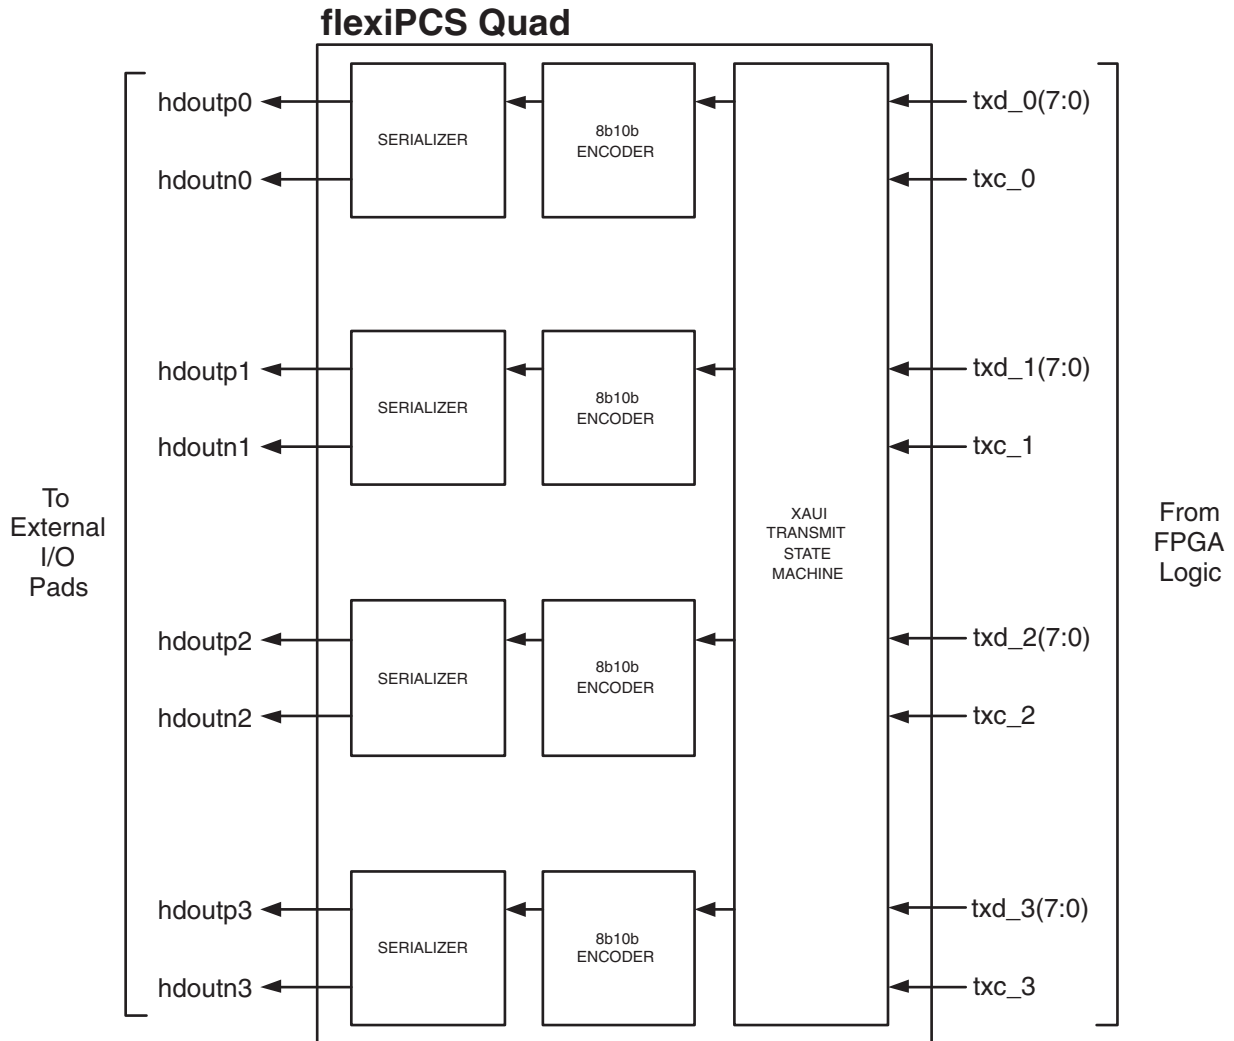 flexiPCS Quad
hdoutp0
hdoutn0
SERIALIZER
8b10b
ENCODER
txd_0(7:0)
txc_0
hdoutp1
hdoutn1
SERIALIZER
8b10b
ENCODER
txd_1(7:0)
txc_1
To
External
I/O
Pads
XAUI
TRANSMIT
STATE
MACHINE
From
FPGA
Logic
hdoutp2
hdoutn2
SERIALIZER
8b10b
ENCODER
txd_2(7:0)
txc_2
hdoutp3
hdoutn3
SERIALIZER
8b10b
ENCODER
txd_3(7:0)
txc_3